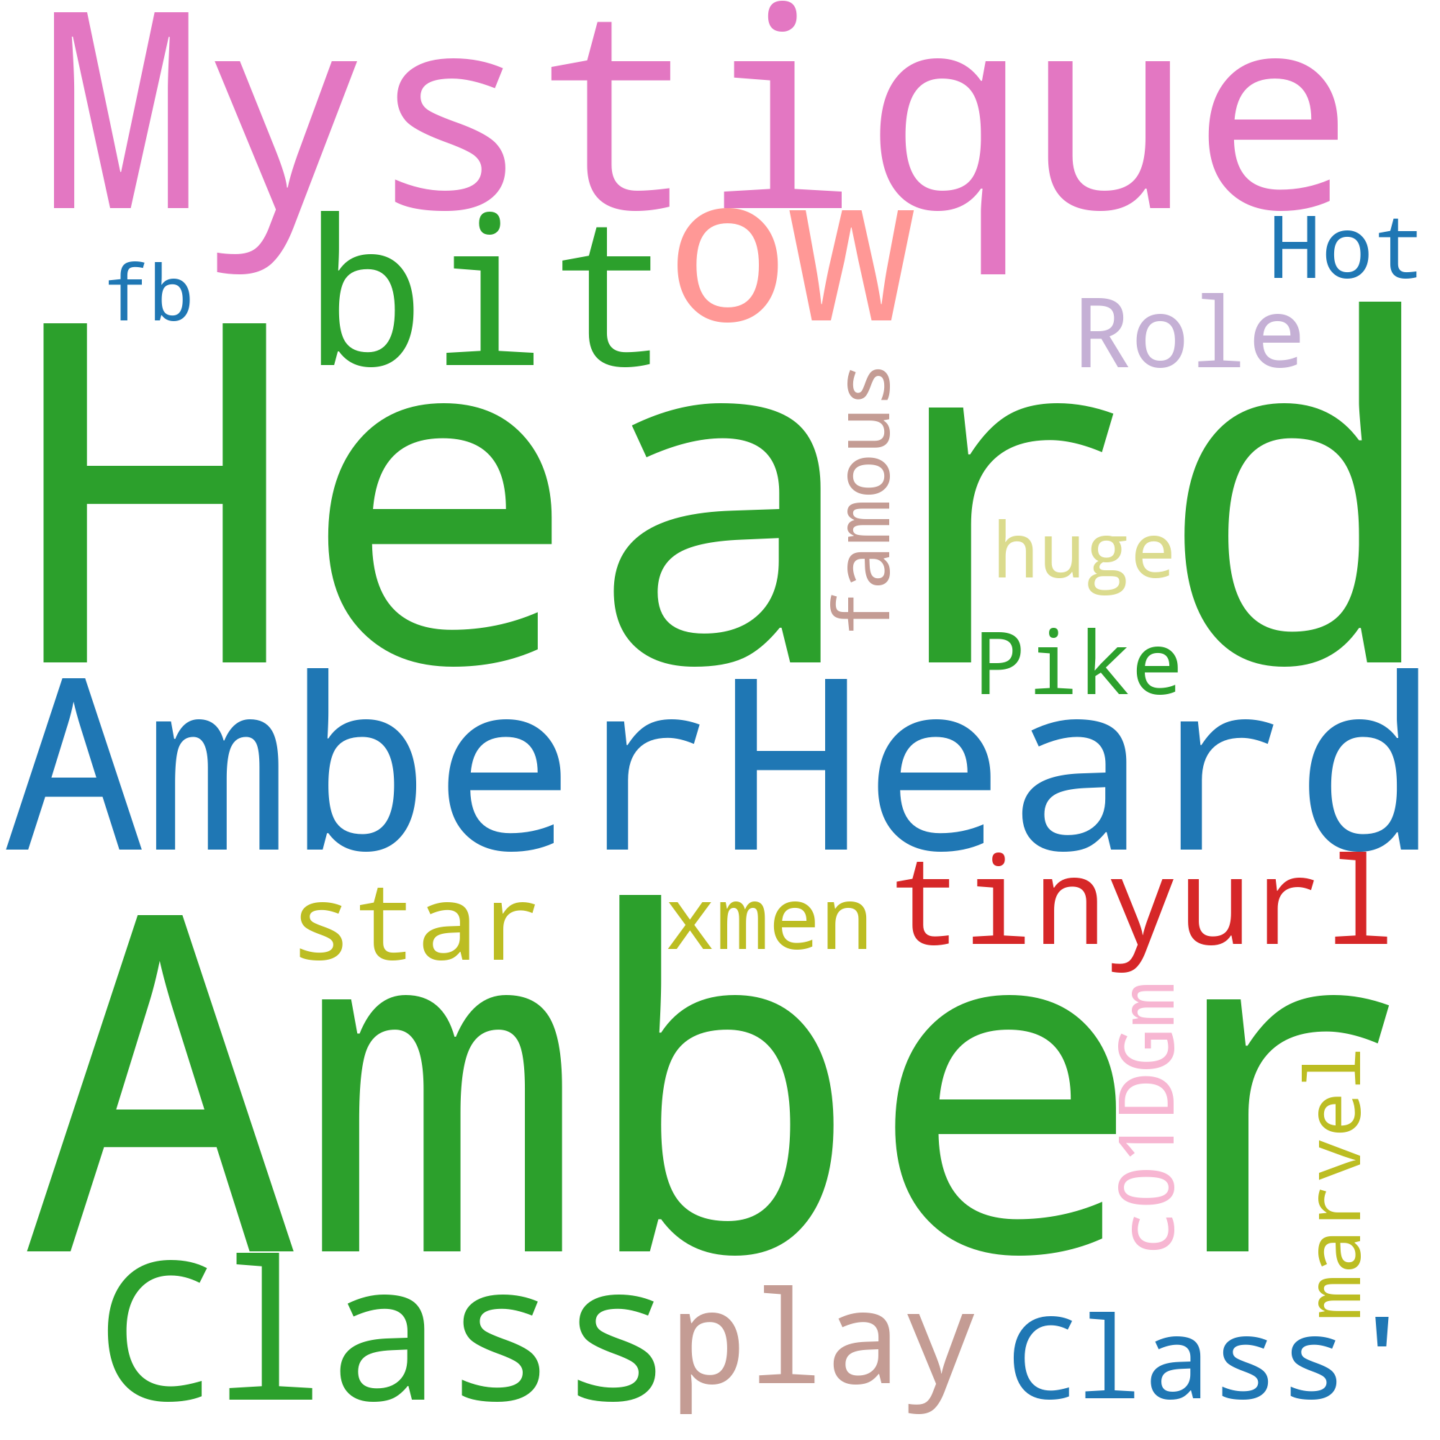 Mystique
bit
ow
Hot
fb
Role
Heard
famous
huge
Pike
AmberHeard
tinyurl
star
xmen
Amber
cO1DGm
marvel
Class
play
Class'